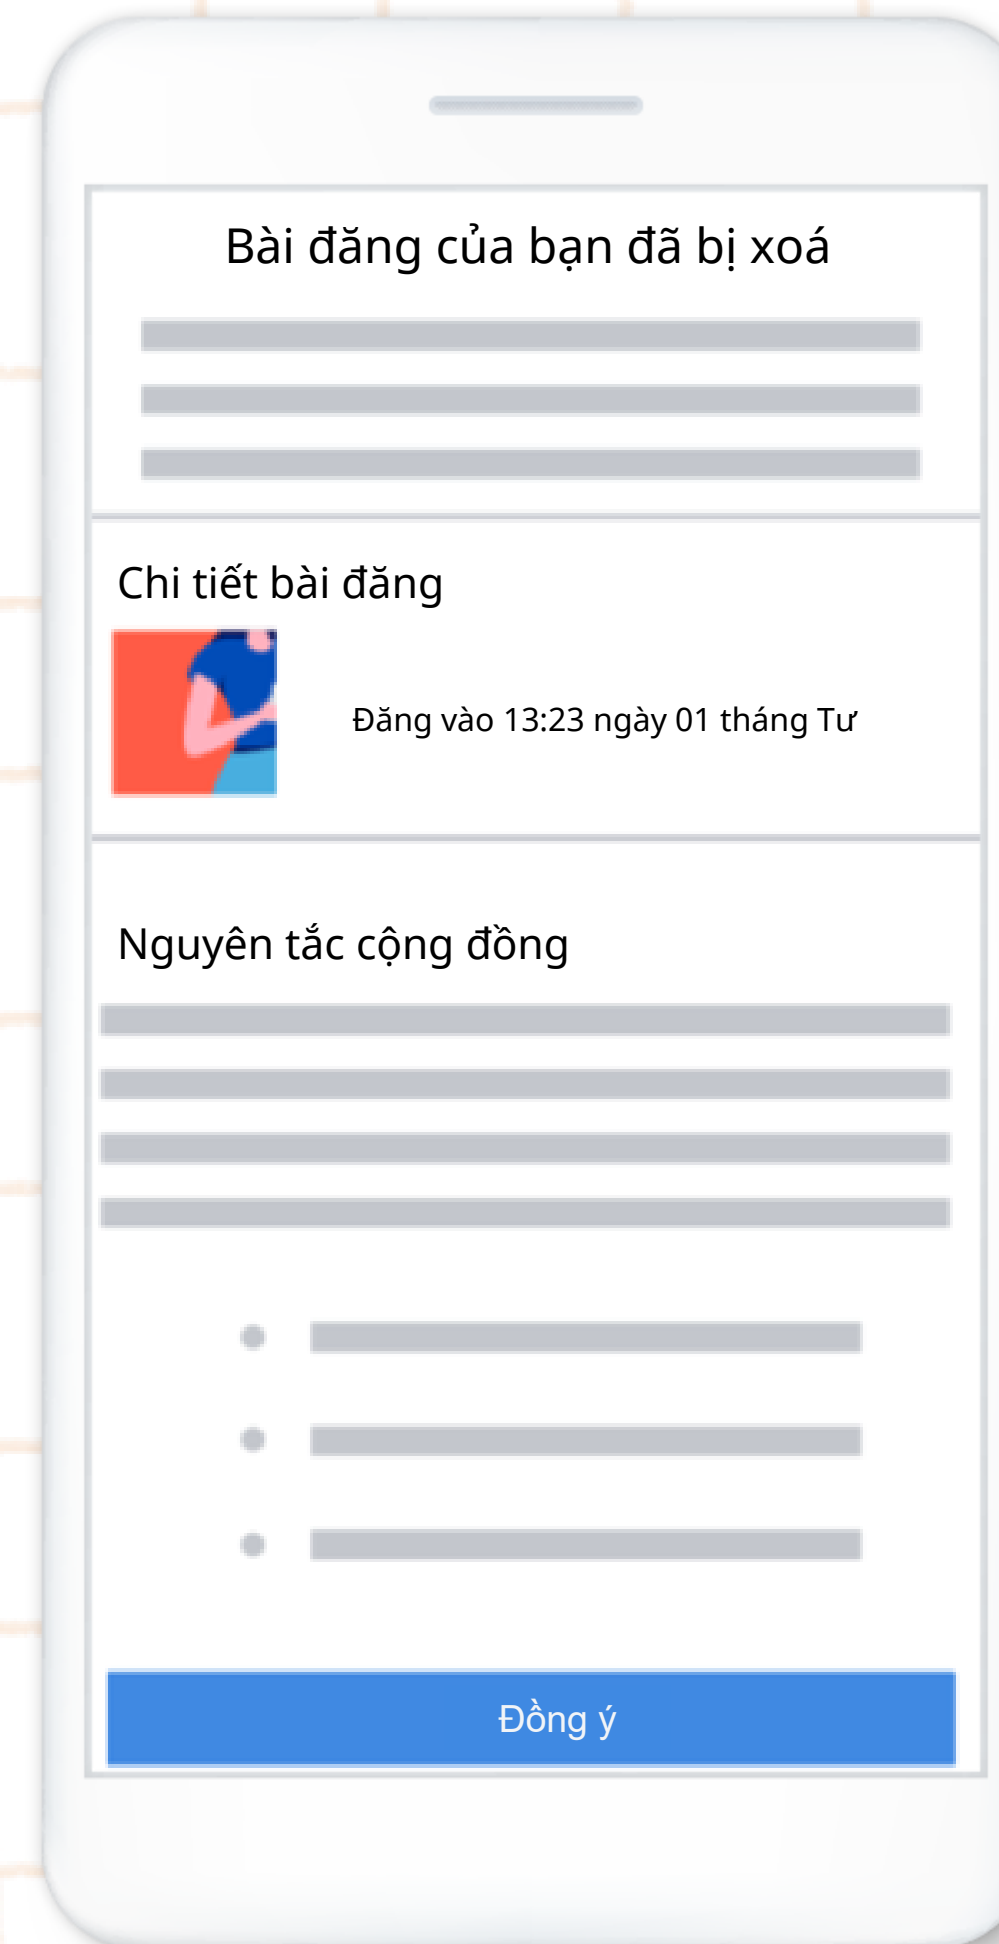 Bài đăng của bạn đã bị xoá
Chi tiết bài đăng
Đăng vào 13:23 ngày 01 tháng Tư
Nguyên tắc cộng đồng
Đồng ý